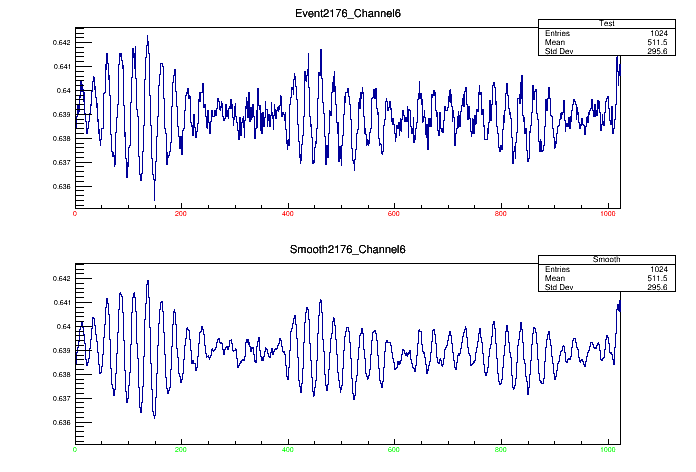 Event2176_Channel6
Test
Entries 1024
Mean 511.5
Std Dev 295.6
0.642
0.641
0.64
0.639
0.638
0.637
0.636
0 200 400 600 800 1000
Smooth2176_Channel6
Smooth
Entries 1024
Mean 511.5
Std Dev 295.6
0.642
0.641
0.64
0.639
0.638
0.637
0.636
0 200 400 600 800 1000